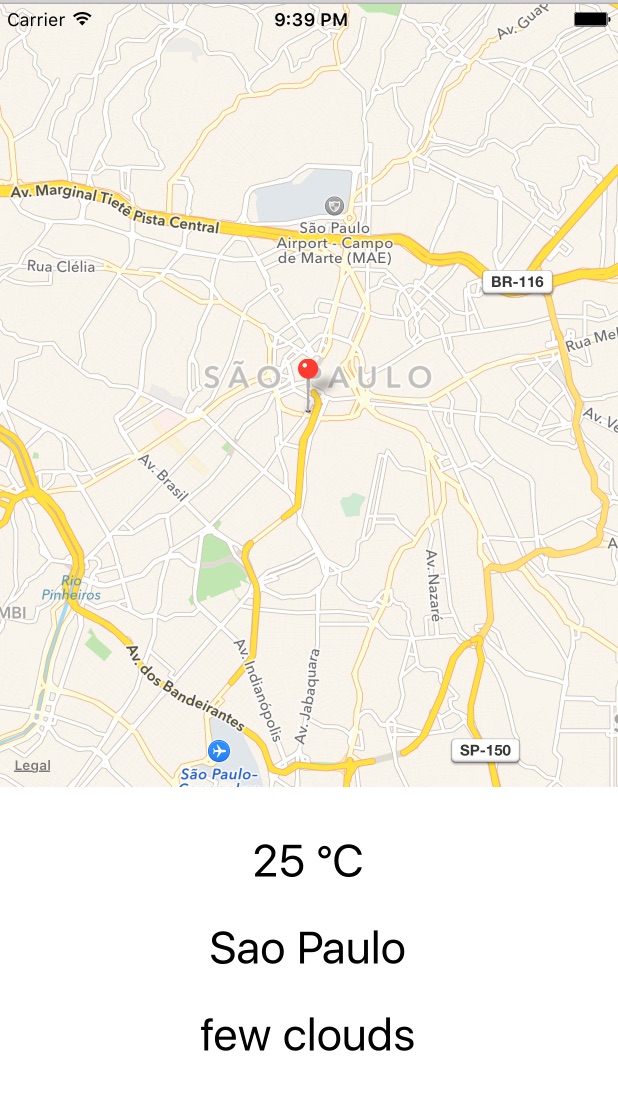 Carrier 9:39 PM
Av. Guap
Av. Marginal Tietê Pista Central
São Paulo
Airport - Campo
de Marte (MAE)
Rua Clélia
BR-116
Rua Mel
SÃO PAULO
Av. Ve
Av. Brasil
A
Av. Nazaré
Rio
Pinheiros
MBI
Av. dos Bandeirantes
Av. Indianópolis
Av. Jabaquara
SP-150
Legal
São Paulo–
25 °C
Sao Paulo
few clouds